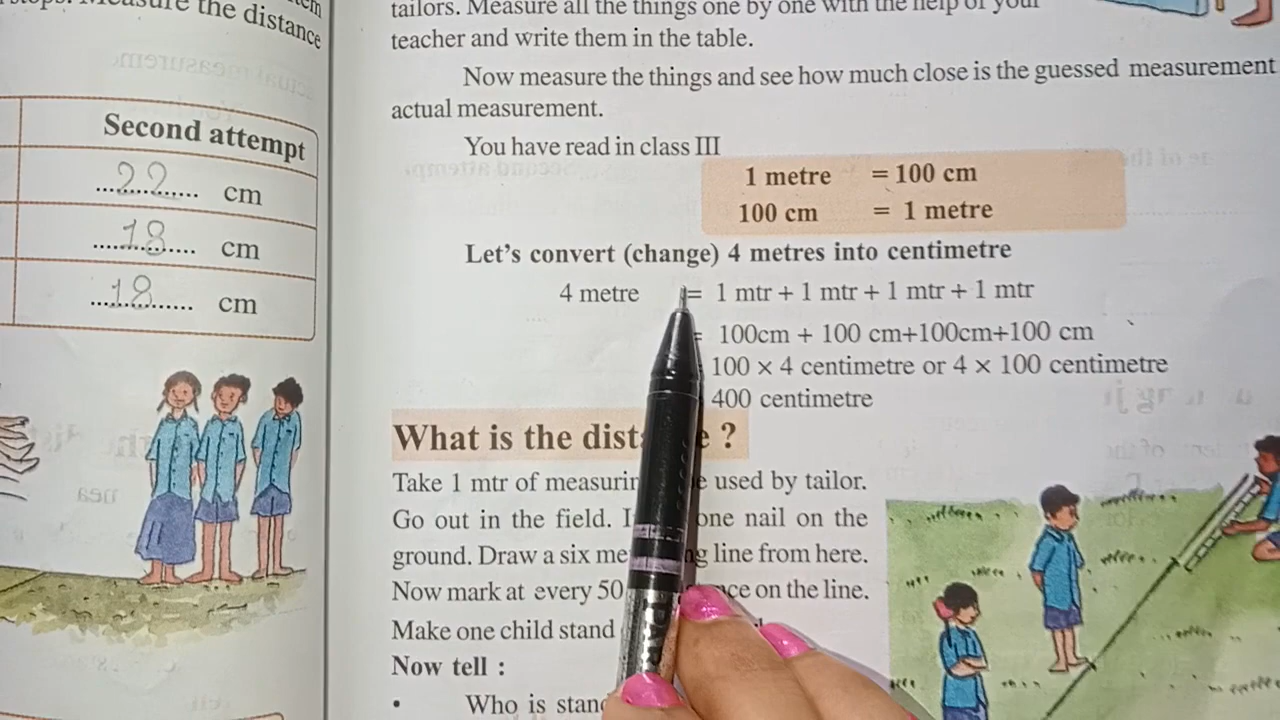 the distance
Second attempt
22 cm
18 cm
18 cm
tailors. Measure all the things one by one with the help of your
teacher and write them in the table.
Now measure the things and see how much close is the guessed measurement
actual measurement.
You have read in class III
1 metre = 100 cm
100 cm = 1 metre
Let's convert (change) 4 metres into centimetre
4 metre = 1 mtr + 1 mtr + 1 mtr + 1 mtr
= 100cm + 100 cm+100cm+100 cm
100 × 4 centimetre or 4 × 100 centimetre
400 centimetre
What is the ?
Take 1 mtr of used by tailor.
Go out in the field. one nail on the
ground. Draw a six line from here.
Now mark at every 50 on the line.
Make one child stand
Now tell :
• Who is